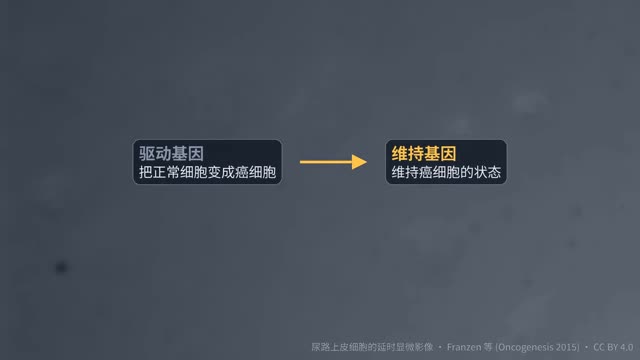 驱动基因
把正常细胞变成癌细胞
维持基因
维持癌细胞的状态
尿路上皮细胞的延时显微影像 • Franzen 等 (Oncogenesis 2015) • CC BY 4.0